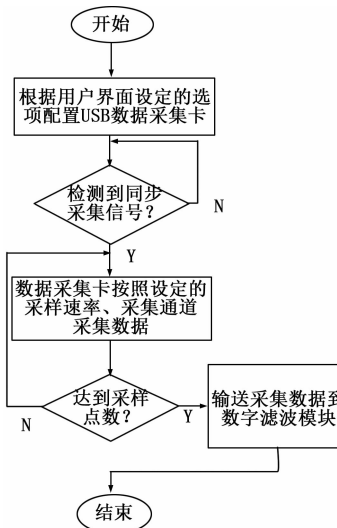 开始
根据用户界面设定的选
项配置USB数据采集卡
检测到同步
采集信号？
N
Y
数据采集卡按照设定的
采样速率、采集通道
采集数据
达到采样
点数？
N
Y
输送采集数据到
数字滤波模块
结束